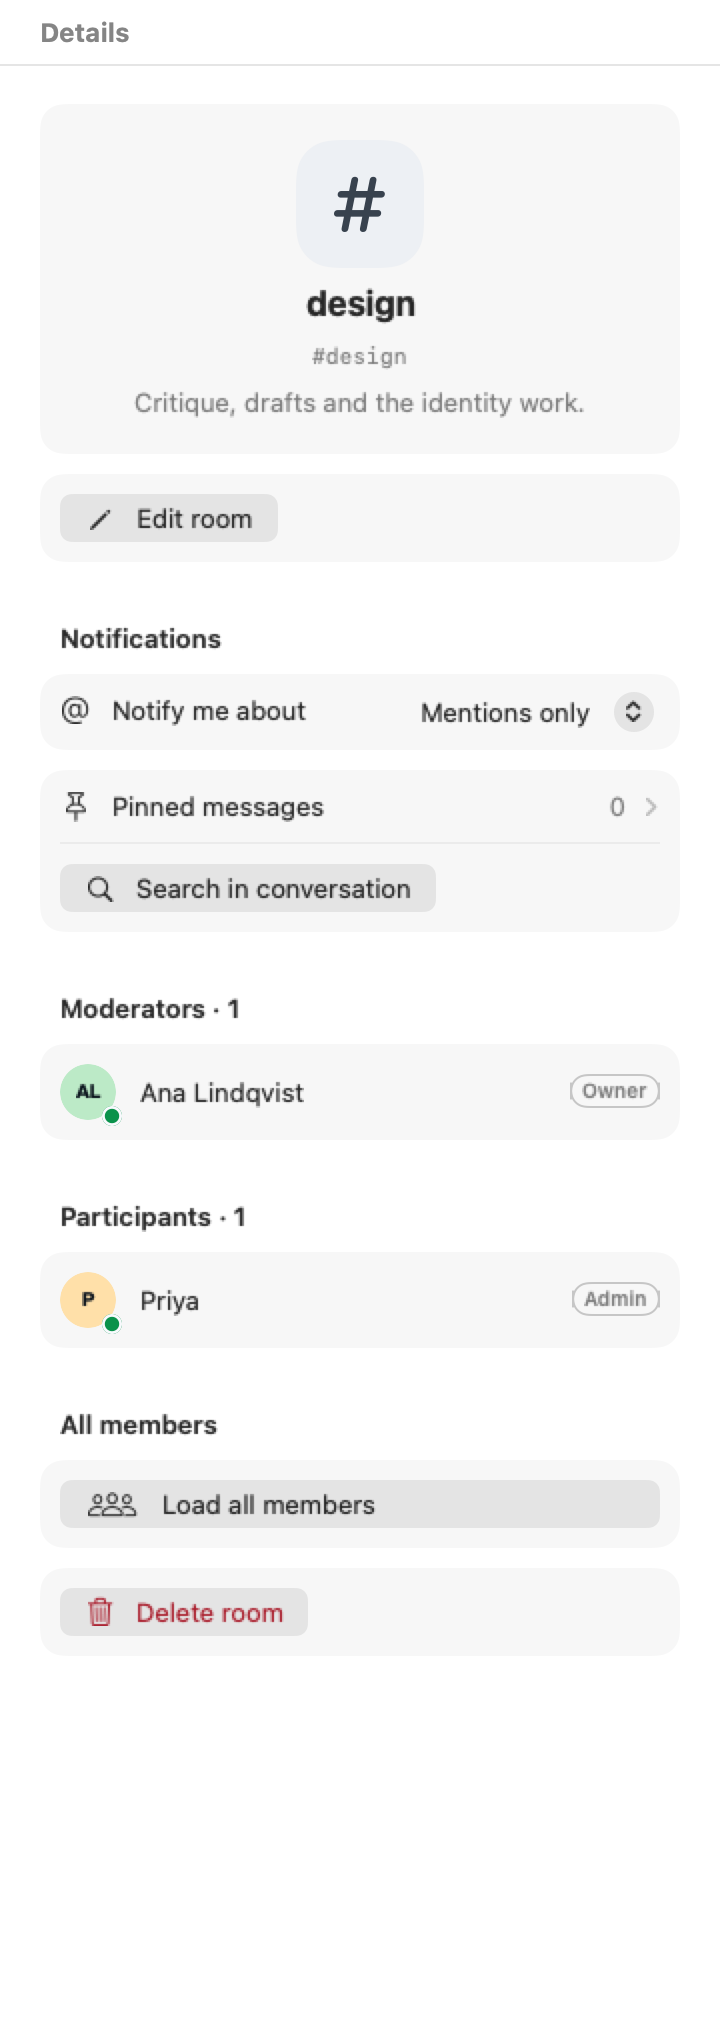 Details
#
design
#design
Critique, drafts and the identity work.
Edit room
Notifications
@ Notify me about Mentions only
Pinned messages 0
Search in conversation
Moderators · 1
AL Ana Lindqvist Owner
Participants · 1
P Priya Admin
All members
Load all members
Delete room